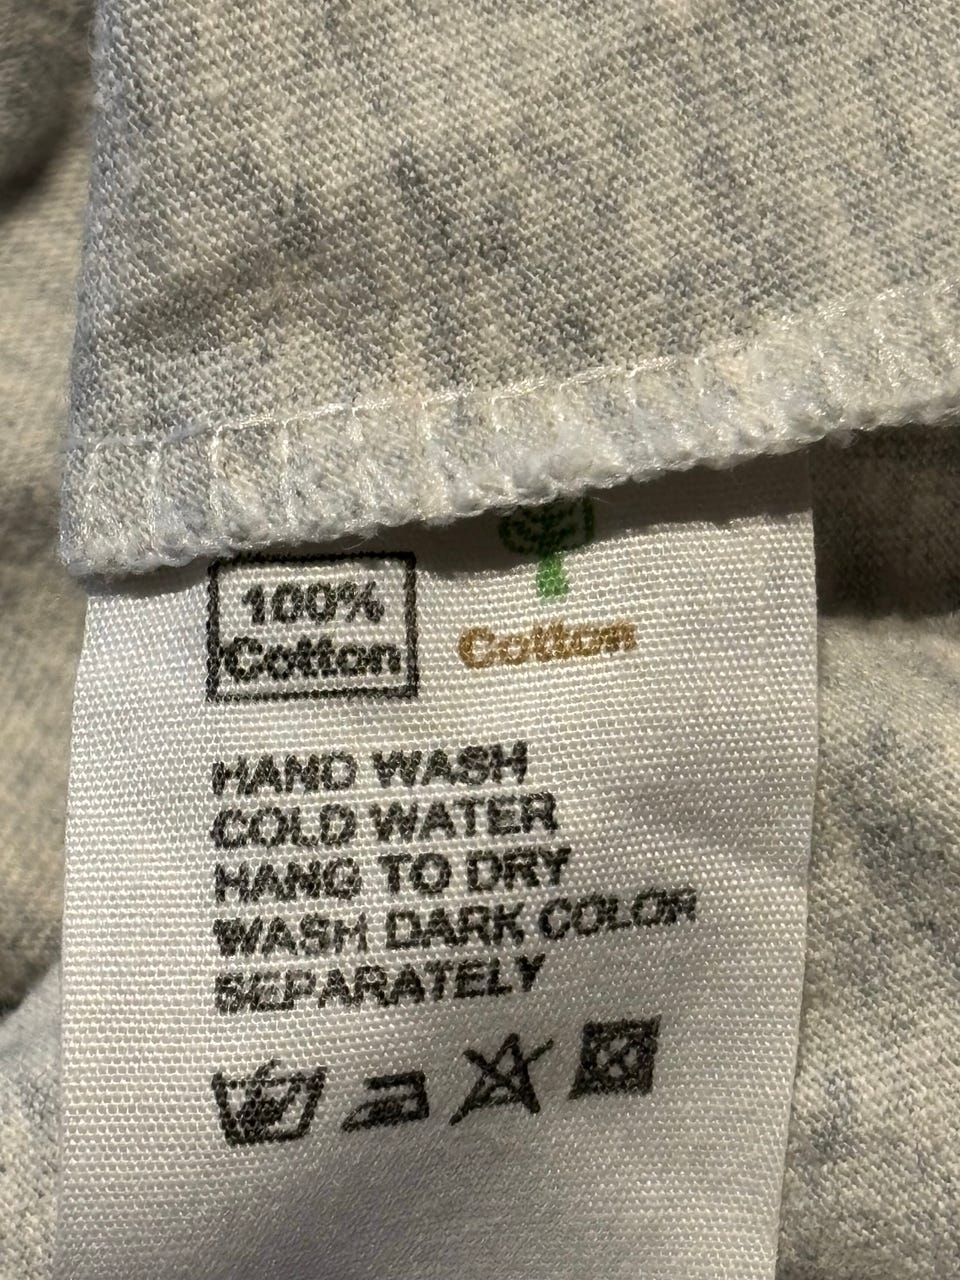 100%
Cotton
Cotton
HAND WASH
COLD WATER
HANG TO DRY
WASH DARK COLOR
SEPARATELY